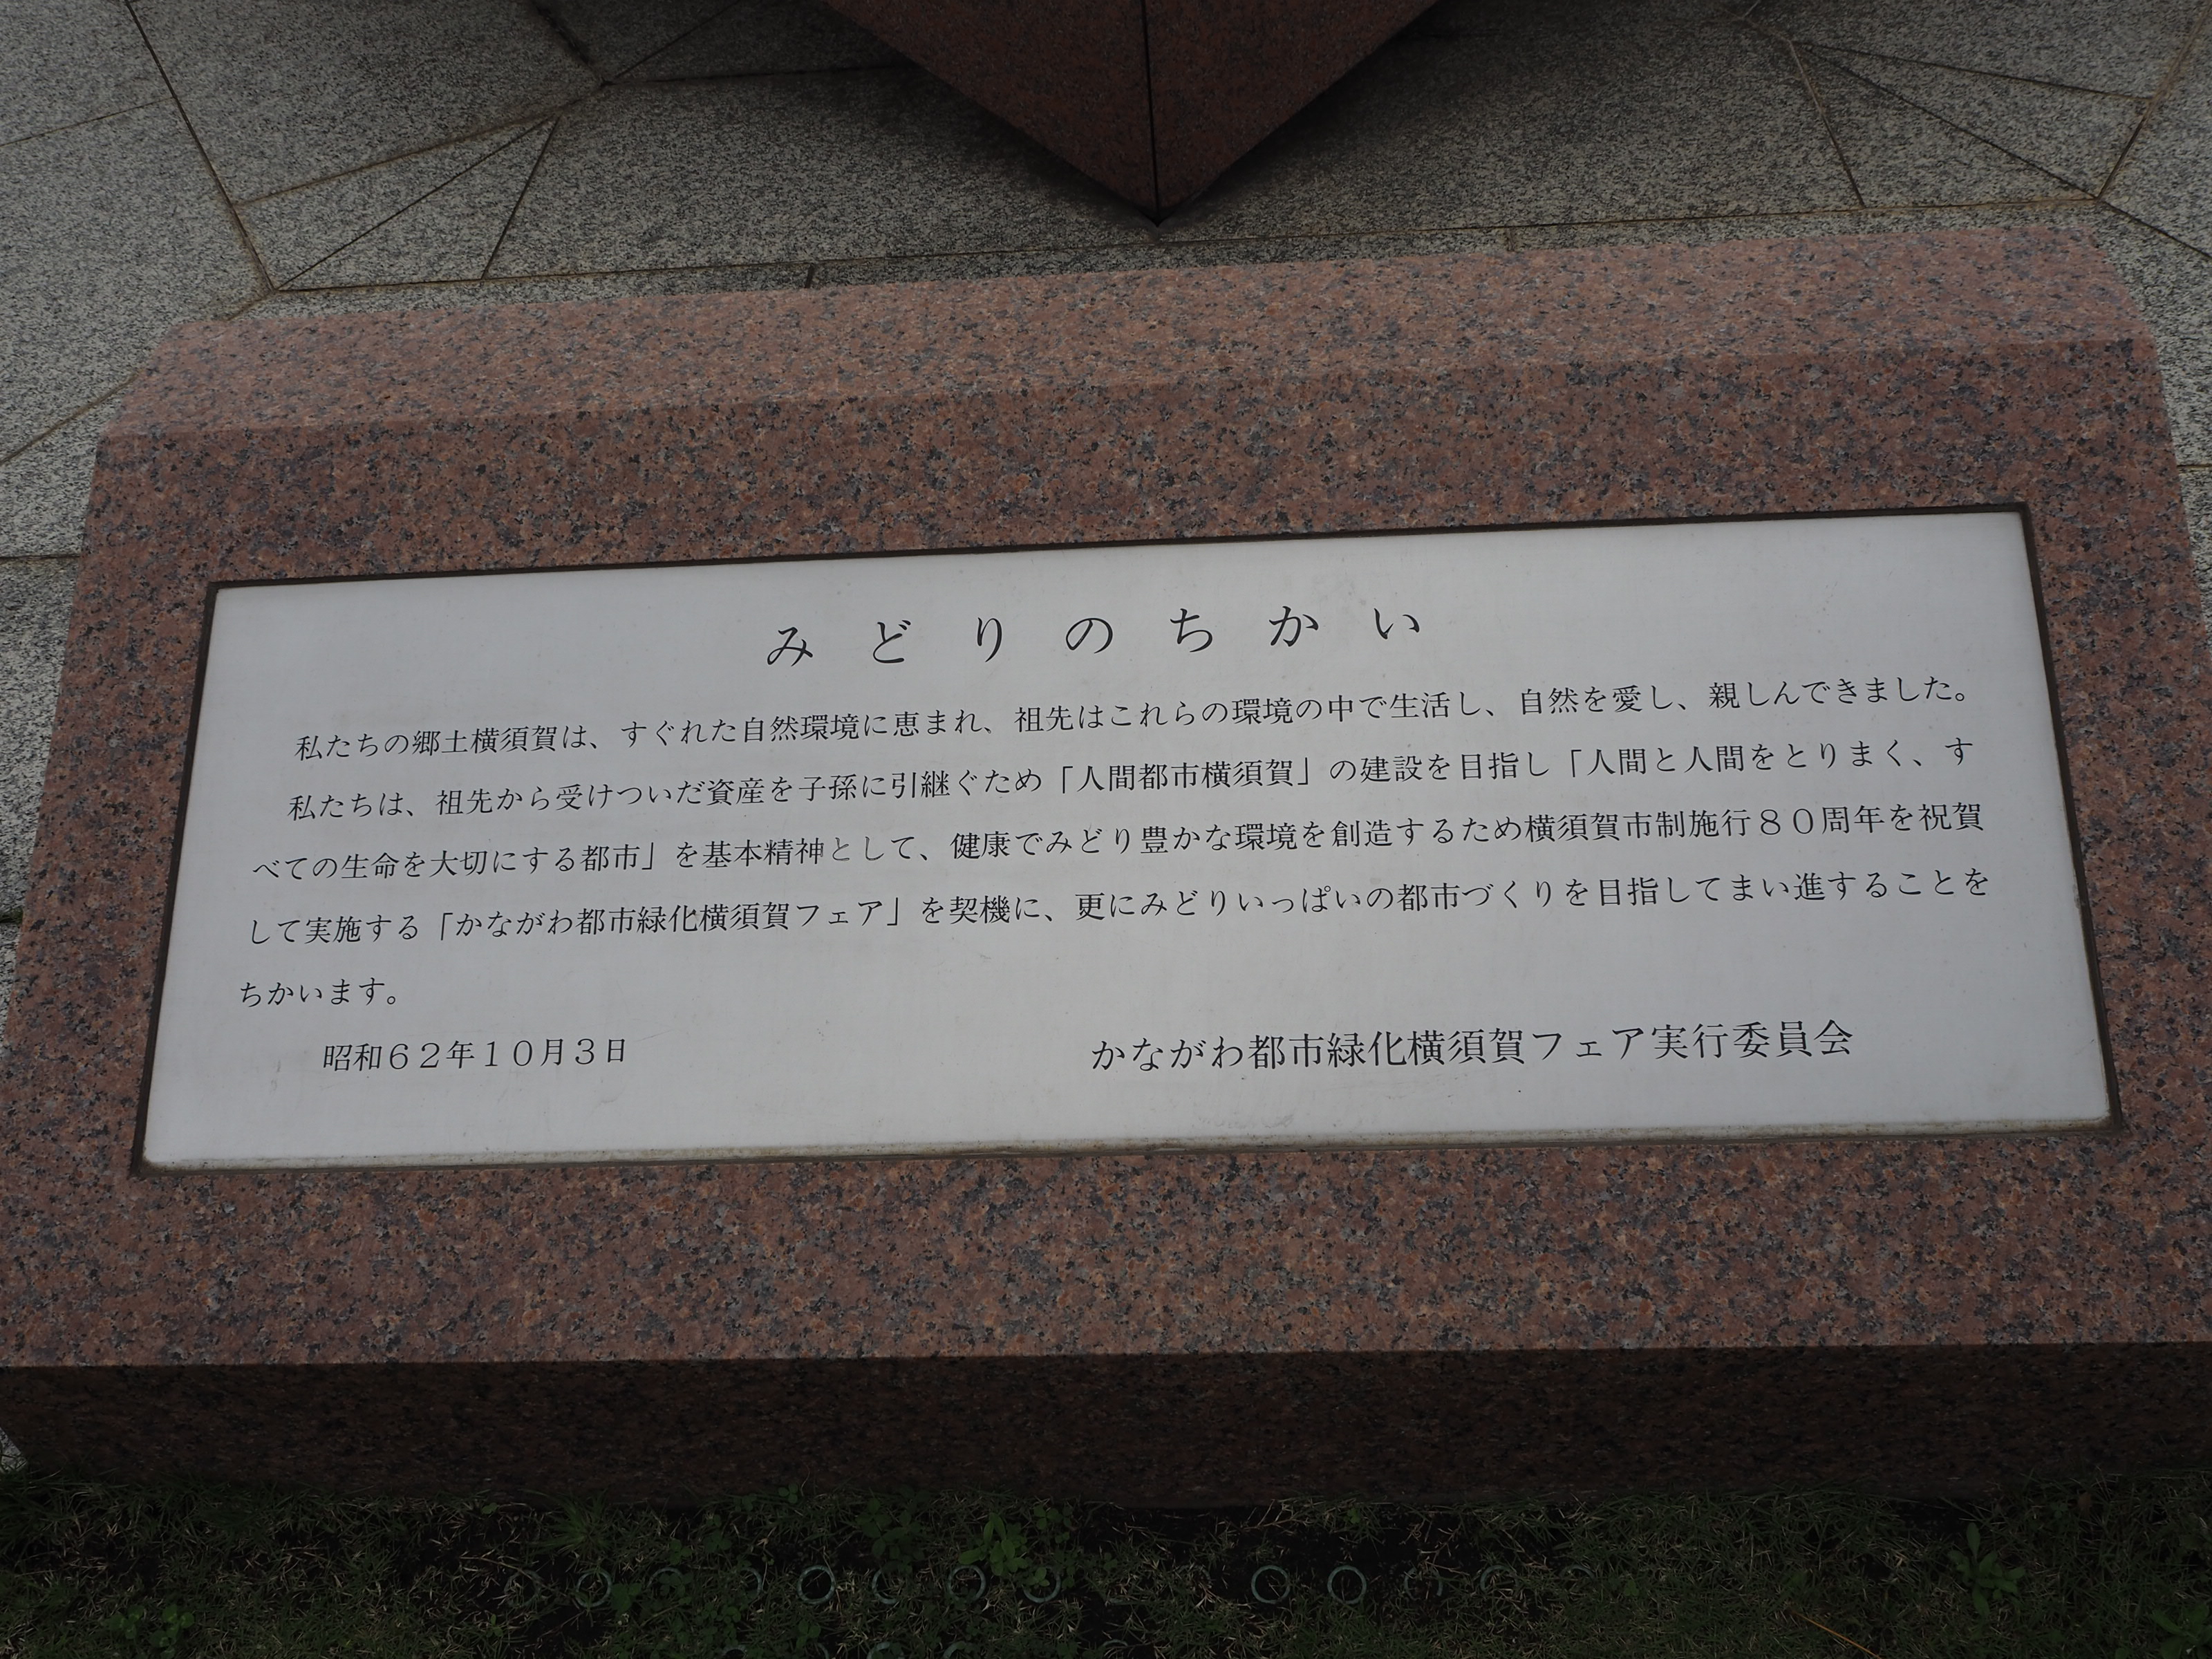 みどりのちかい
私たちの郷土横須賀は、すぐれた自然環境に恵まれ、祖先はこれらの環境の中で生活し、自然を愛し、親しんできました。
私たちは、祖先から受けついだ資産を子孫に引継ぐため「人間都市横須賀」の建設を目指し「人間と人間をとりまく、す
べての生命を大切にする都市」を基本精神として、健康でみどり豊かな環境を創造するため横須賀市制施行８０周年を祝賀
して実施する「かながわ都市緑化横須賀フェア」を契機に、更にみどりいっぱいの都市づくりを目指してまい進することを
ちかいます。
昭和６２年１０月３日
かながわ都市緑化横須賀フェア実行委員会